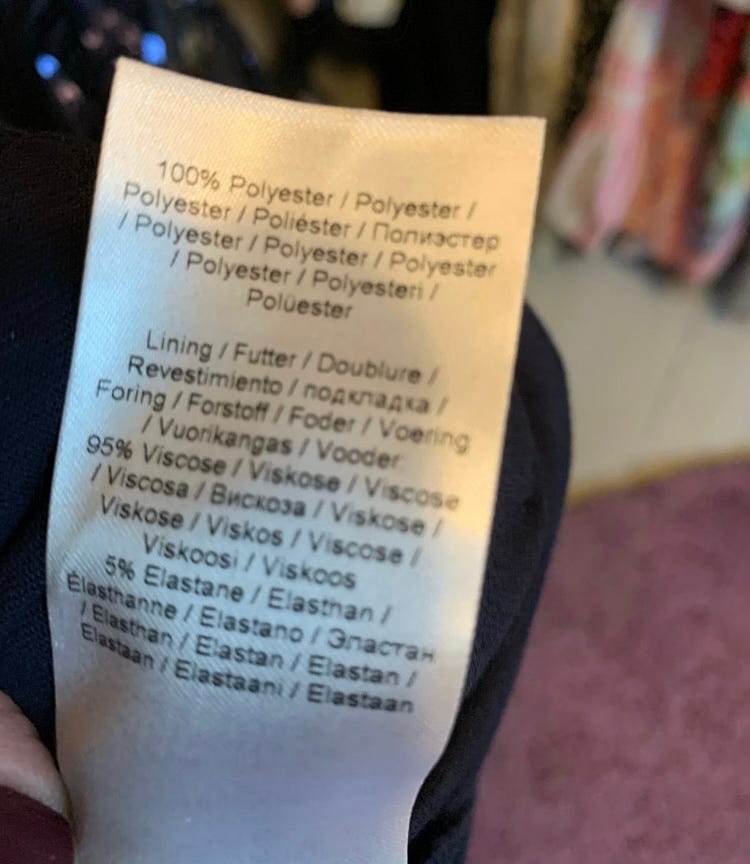 100% Polyester / Polyester /
Polyester / Poliéster / Полиэстер
/ Polyester / Polyester / Polyester
/ Polyester / Polyesteri /
Polüester
Lining / Futter / Doublure /
Revestimiento / подкладка /
Foring / Forstoff / Foder / Voering
/ Vuorikangas / Vooder:
95% Viscose / Viskose / Viscose
/ Viscosa / Вискоза / Viskose /
Viskose / Viskos / Viscose /
Viskoosi / Viskoos
5% Elastane / Elasthan /
Élasthanne / Elastano / Эластан
/ Elasthan / Elastan / Elastan /
Elastaan / Elastaani / Elastaan